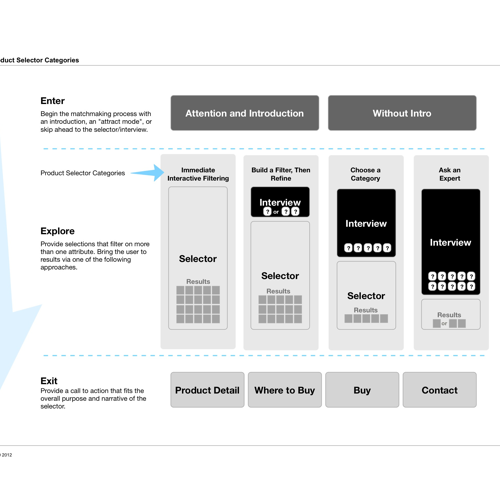 duct Selector Categories
Enter
Begin the matchmaking process with
an introduction, an "attract mode", or
skip ahead to the selector/interview.
Attention and Introduction
Without Intro
Product Selector Categories
Immediate
Interactive Filtering
Build a Filter, Then
Refine
Choose a
Category
Ask an
Expert
Explore
Provide selections that filter on more
than one attribute. Bring the user to
results via one of the following
approaches.
Selector
Results
Interview
? or ? ?
Selector
Results
Interview
? ? ? ? ?
Selector
Results
Interview
? ? ? ? ?
? ? ? ? ?
Results
or
Exit
Provide a call to action that fits the
overall purpose and narrative of the
selector.
Product Detail
Where to Buy
Buy
Contact
2012